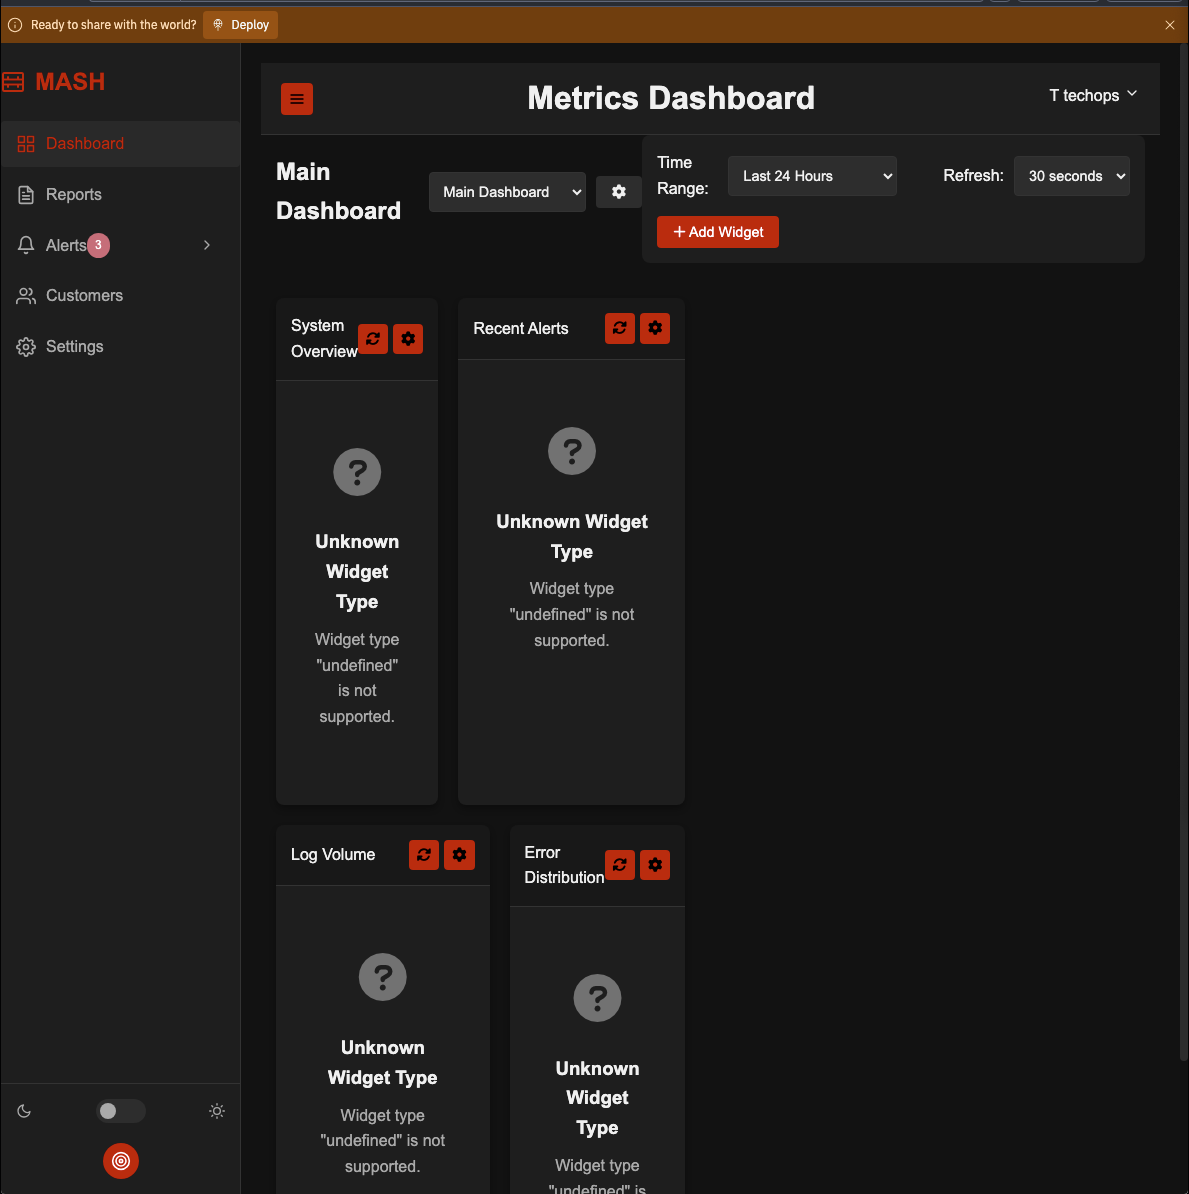 Ready to share with the world?
Deploy
MASH
Metrics Dashboard
T techops
Dashboard
Reports
Alerts 3
Customers
Settings
Main
Dashboard
Main Dashboard
Time
Range:
Last 24 Hours
Refresh:
30 seconds
+ Add Widget
System
Overview
?
Unknown
Widget
Type
Widget type
"undefined"
is not
supported.
Recent Alerts
?
Unknown Widget
Type
Widget type
"undefined" is not
supported.
Log Volume
?
Unknown
Widget Type
Widget type
"undefined" is not
supported.
Error
Distribution
?
Unknown
Widget
Type
Widget type
"undefined" is